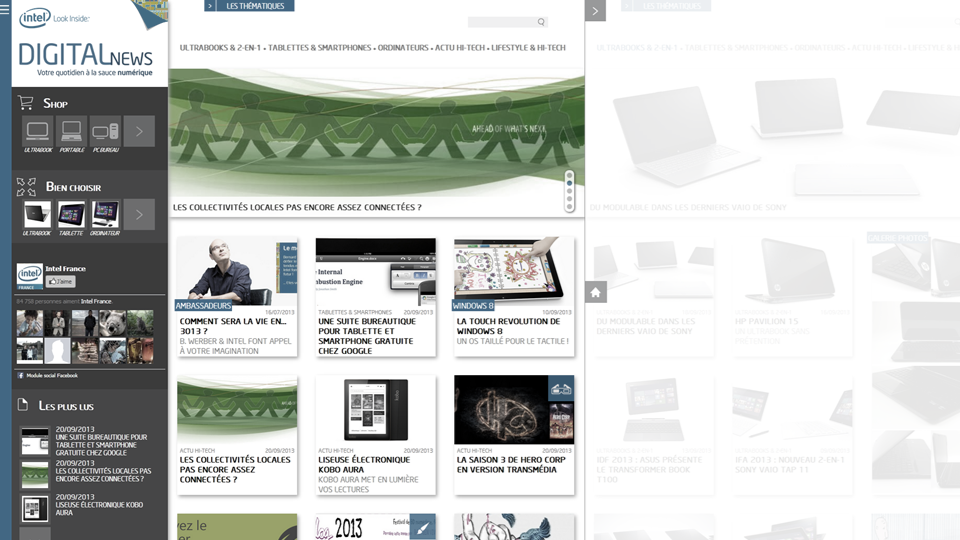 intel Look Inside:
DIGITALNEWS
Votre quotidien à la sauce numérique
SHOP
ULTRABOOK PORTABLE PC BUREAU
BIEN CHOISIR
ULTRABOOK TABLETTE ORDINATEUR
intel
FRANCE
Intel France
J'aime
84 758 personnes aiment Intel France.
Module social Facebook
LES PLUS LUS
20/09/2013
UNE SUITE BUREAUTIQUE POUR
TABLETTE ET SMARTPHONE
GRATUITE CHEZ GOOGLE
20/09/2013
LES COLLECTIVITÉS LOCALES PAS
ENCORE ASSEZ CONNECTÉES ?
20/09/2013
LISEUSE ÉLECTRONIQUE KOBO
AURA
LES THÉMATIQUES
ULTRABOOKS & 2-EN-1 • TABLETTES & SMARTPHONES • ORDINATEURS • ACTU HI-TECH • LIFESTYLE & HI-TECH
AHEAD OF WHAT'S NEXT.
LES COLLECTIVITÉS LOCALES PAS ENCORE ASSEZ CONNECTÉES ?
AMBASSADEURS
16/07/2013
COMMENT SERA LA VIE EN...
3013 ?
B. WERBER & INTEL FONT APPEL
À VOTRE IMAGINATION
TABLETTES & SMARTPHONES 20/09/2013
UNE SUITE BUREAUTIQUE
POUR TABLETTE ET
SMARTPHONE GRATUITE
CHEZ GOOGLE
WINDOWS 8
10/09/2013
LA TOUCH REVOLUTION DE
WINDOWS 8
UN OS TAILLÉ POUR LE TACTILE !
ACTU HI-TECH 20/09/2013
LES COLLECTIVITÉS LOCALES
PAS ENCORE ASSEZ
CONNECTÉES ?
ACTU HI-TECH 20/09/2013
LISEUSE ÉLECTRONIQUE
KOBO AURA
KOBO AURA MET EN LUMIÈRE
VOS LECTURES
ACTU HI-TECH 20/09/2013
LA SAISON 3 DE HERO CORP
EN VERSION TRANSMÉDIA
2013
LES THÉMATIQUES
ULTRABOOKS & 2-EN-1 • TABLETTES & SMARTPHONES • ORDINATEURS • ACTU HI-TECH • LIFESTYLE & H
DU MODULABLE DANS LES DERNIERS VAIO DE SONY
DU MODULABLE DANS LES
DERNIERS VAIO DE SONY
HP PAVILION 15
GALERIE PHOTOS
IDF 2013 : ASUS PRÉSENTE
LE TRANSFORMER BOOK
T100
IFA 2013 : NOUVEAU 2-EN-1
SONY VAIO TAP 11